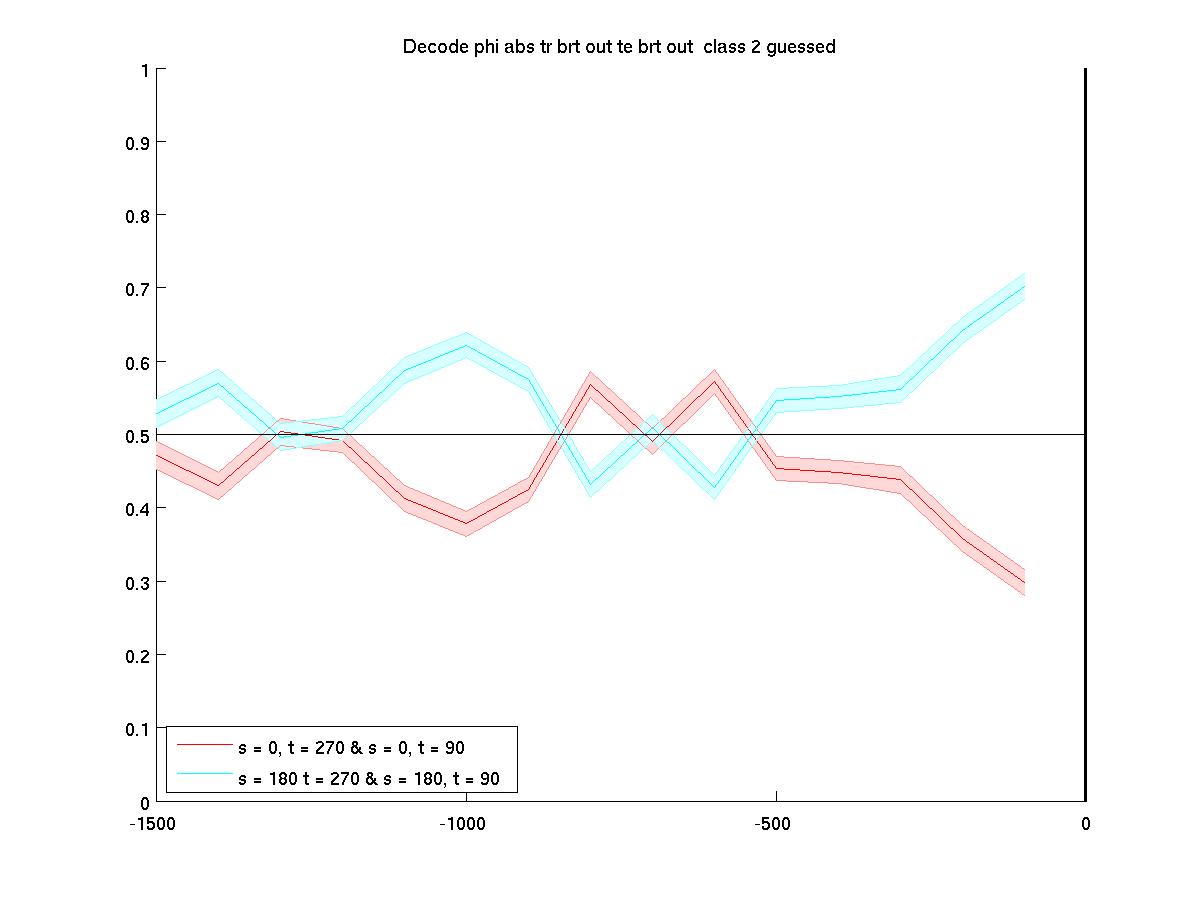 Decode phi abs tr brt out te brt out  class 2 guessed
1
0.9
0.8
0.7
0.6
0.5
0.4
0.3
0.2
0.1
0
s = 0, t = 270 & s = 0, t = 90
s = 180 t = 270 & s = 180, t = 90
-1500 -1000 -500 0